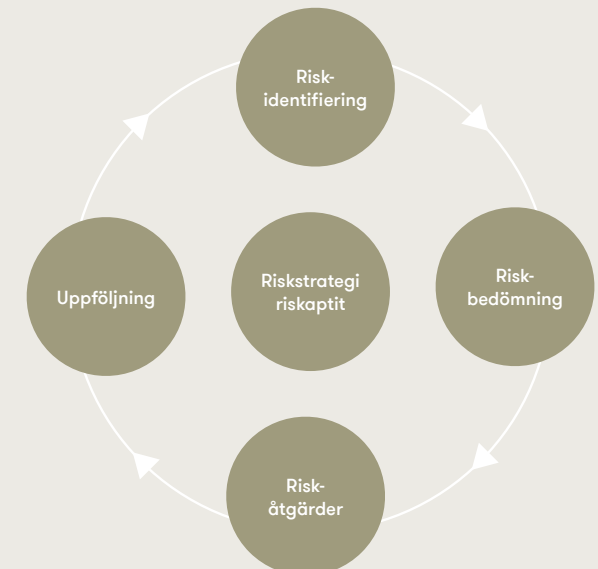 Risk-
identifiering
Risk-
bedömning
Uppföljning
Riskstrategi
riskaptit
Risk-
åtgärder